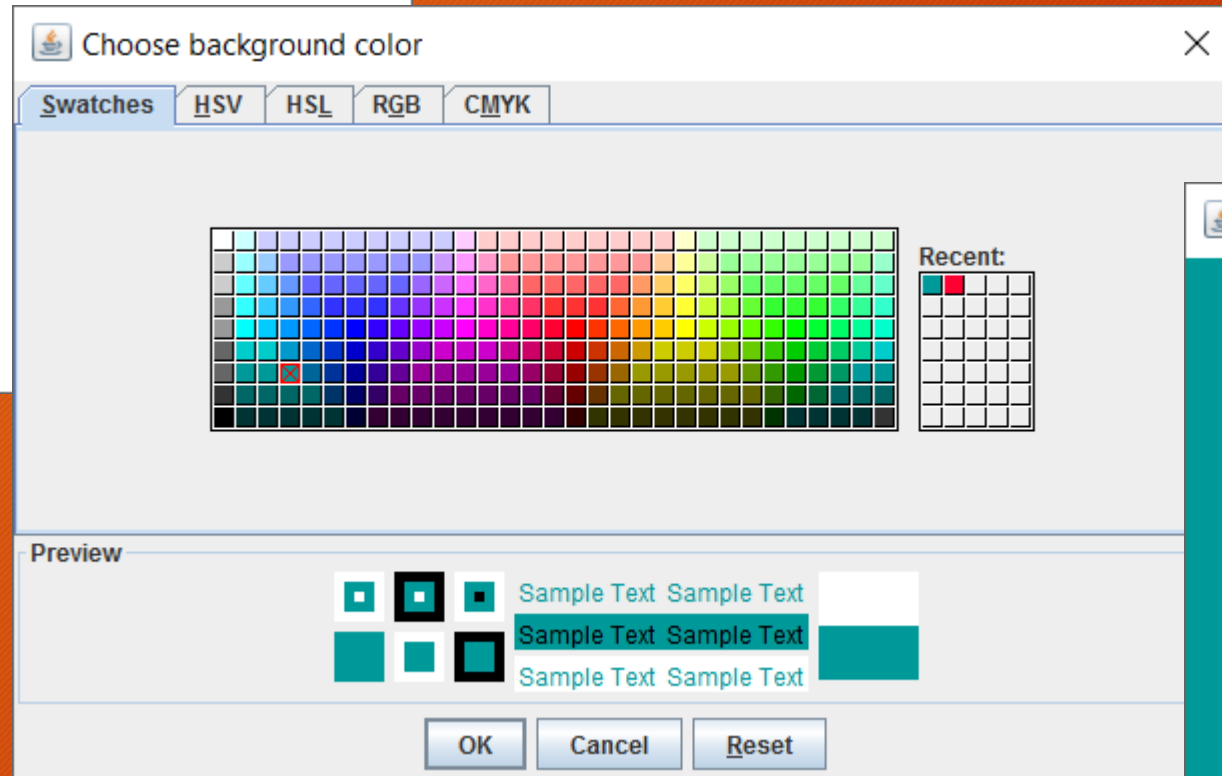 Choose background color
Swatches HSV HSL RGB CMYK
Recent:
Preview
Sample Text Sample Text
Sample Text Sample Text
Sample Text Sample Text
OK Cancel Reset